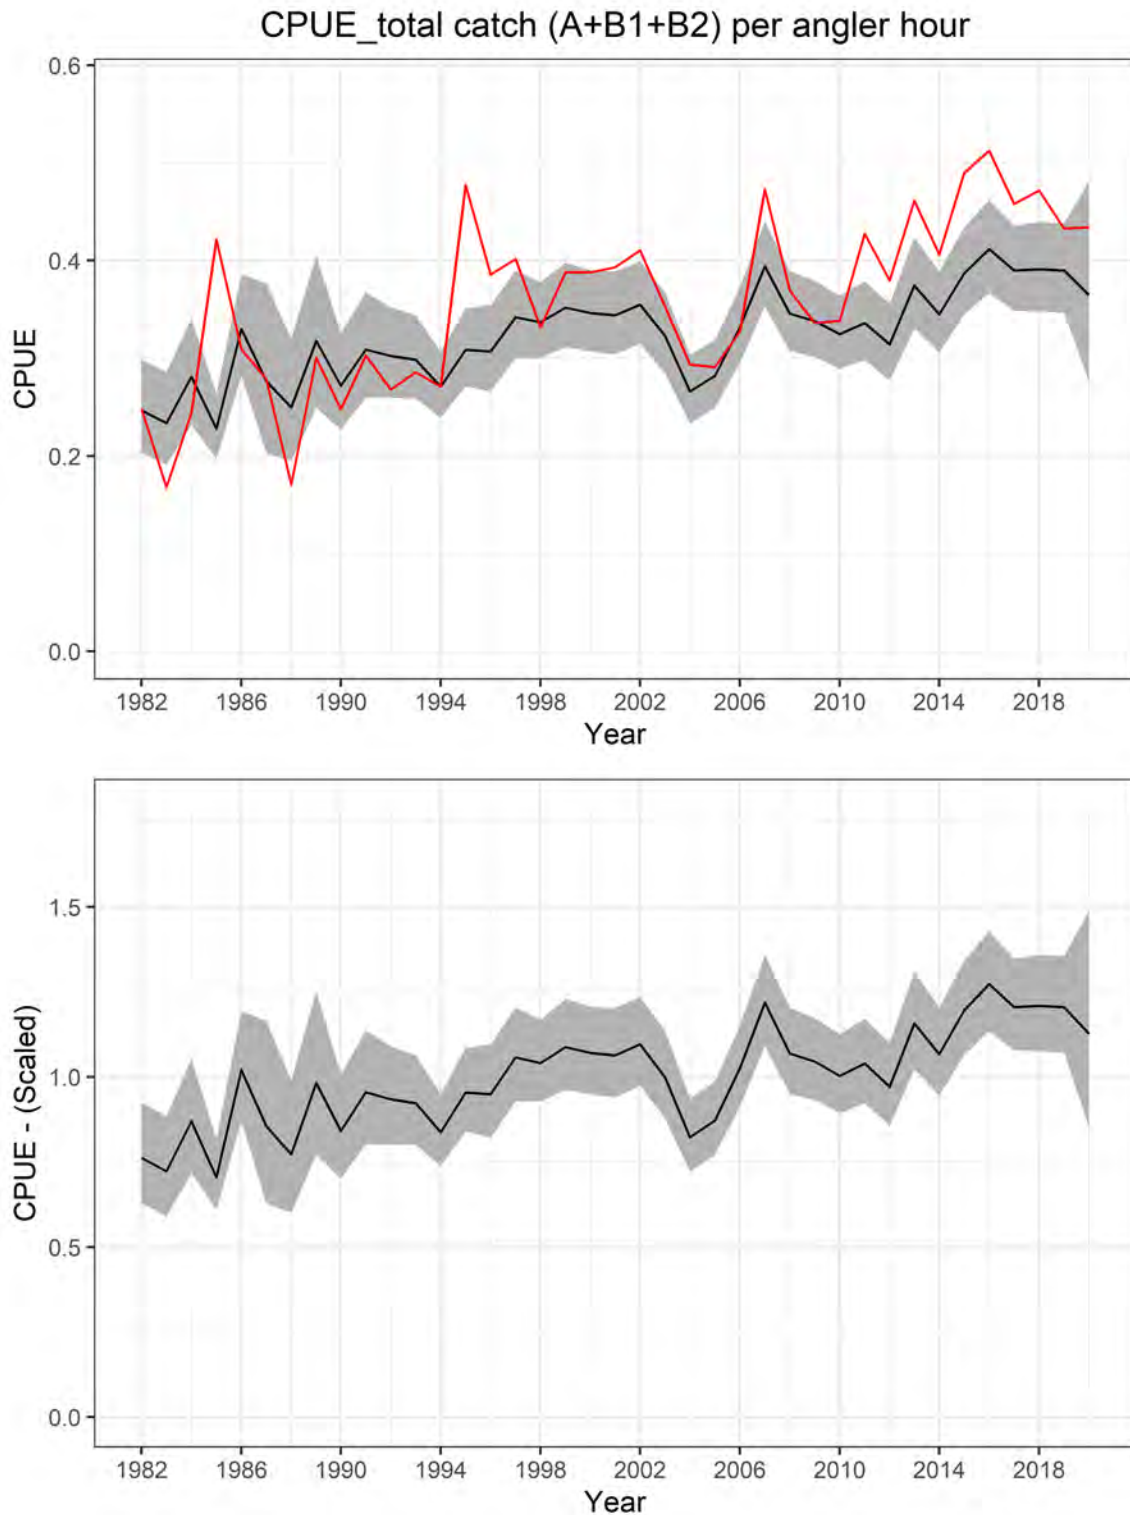 CPUE_total catch (A+B1+B2) per angler hour
0.6
0.4
0.2
0.0
CPUE
1982 1986 1990 1994 1998 2002 2006 2010 2014 2018
Year
1.5
1.0
0.5
0.0
CPUE - (Scaled)
1982 1986 1990 1994 1998 2002 2006 2010 2014 2018
Year